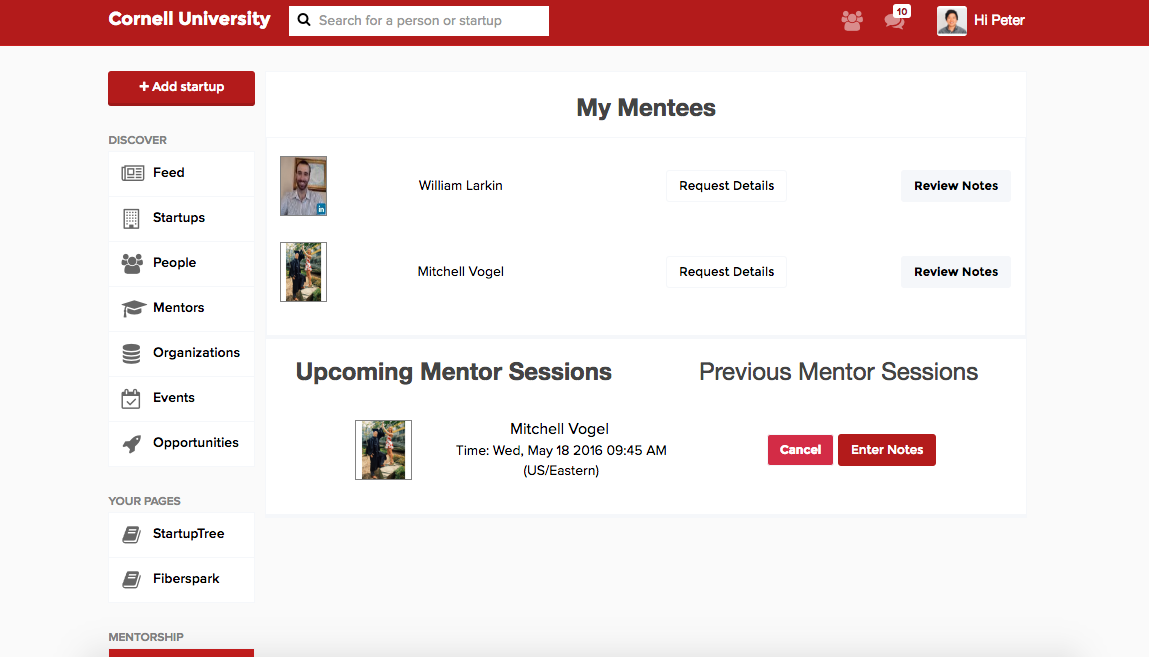 Cornell University
Search for a person or startup
10
Hi Peter
+ Add startup
DISCOVER
Feed
Startups
People
Mentors
Organizations
Events
Opportunities
YOUR PAGES
StartupTree
Fiberspark
MENTORSHIP
My Mentees
William Larkin
Request Details
Review Notes
in
Mitchell Vogel
Request Details
Review Notes
Upcoming Mentor Sessions
Previous Mentor Sessions
Mitchell Vogel
Time: Wed, May 18 2016 09:45 AM
(US/Eastern)
Cancel
Enter Notes